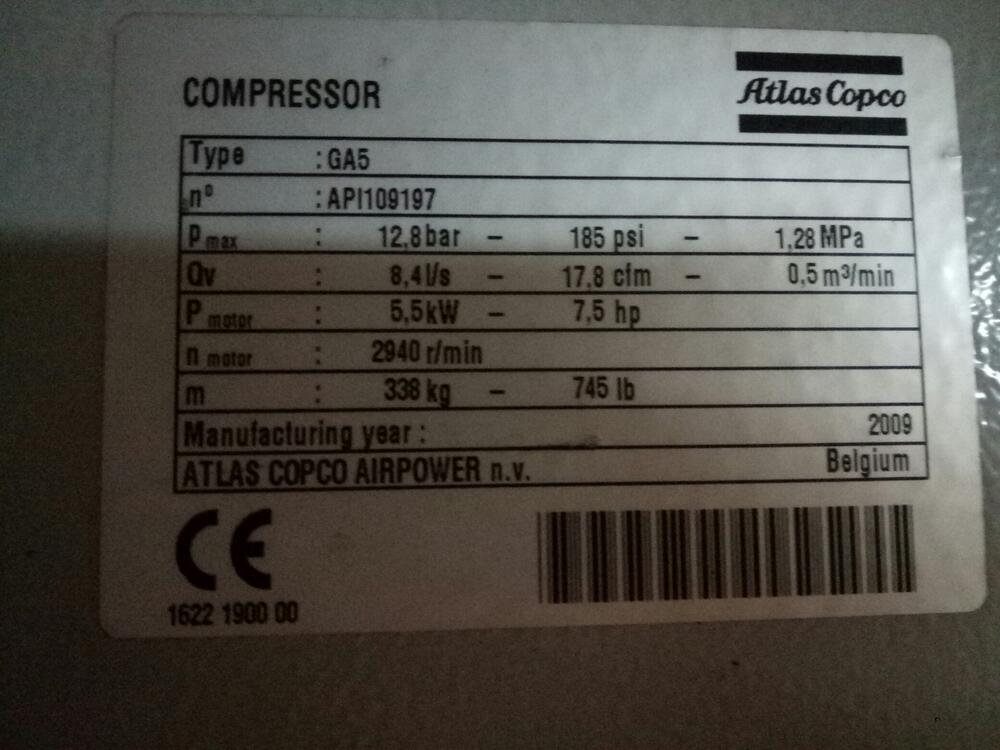 COMPRESSOR
Atlas Copco
Type : GA5
nº : API109197
P max : 12,8 bar – 185 psi – 1,28 MPa
Qv : 8,4 l/s – 17,8 cfm – 0,5 m³/min
P motor : 5,5 kW – 7,5 hp
n motor : 2940 r/min
m : 338 kg – 745 lb
Manufacturing year : 2009
ATLAS COPCO AIRPOWER n.v. Belgium
CE
1622 1900 00